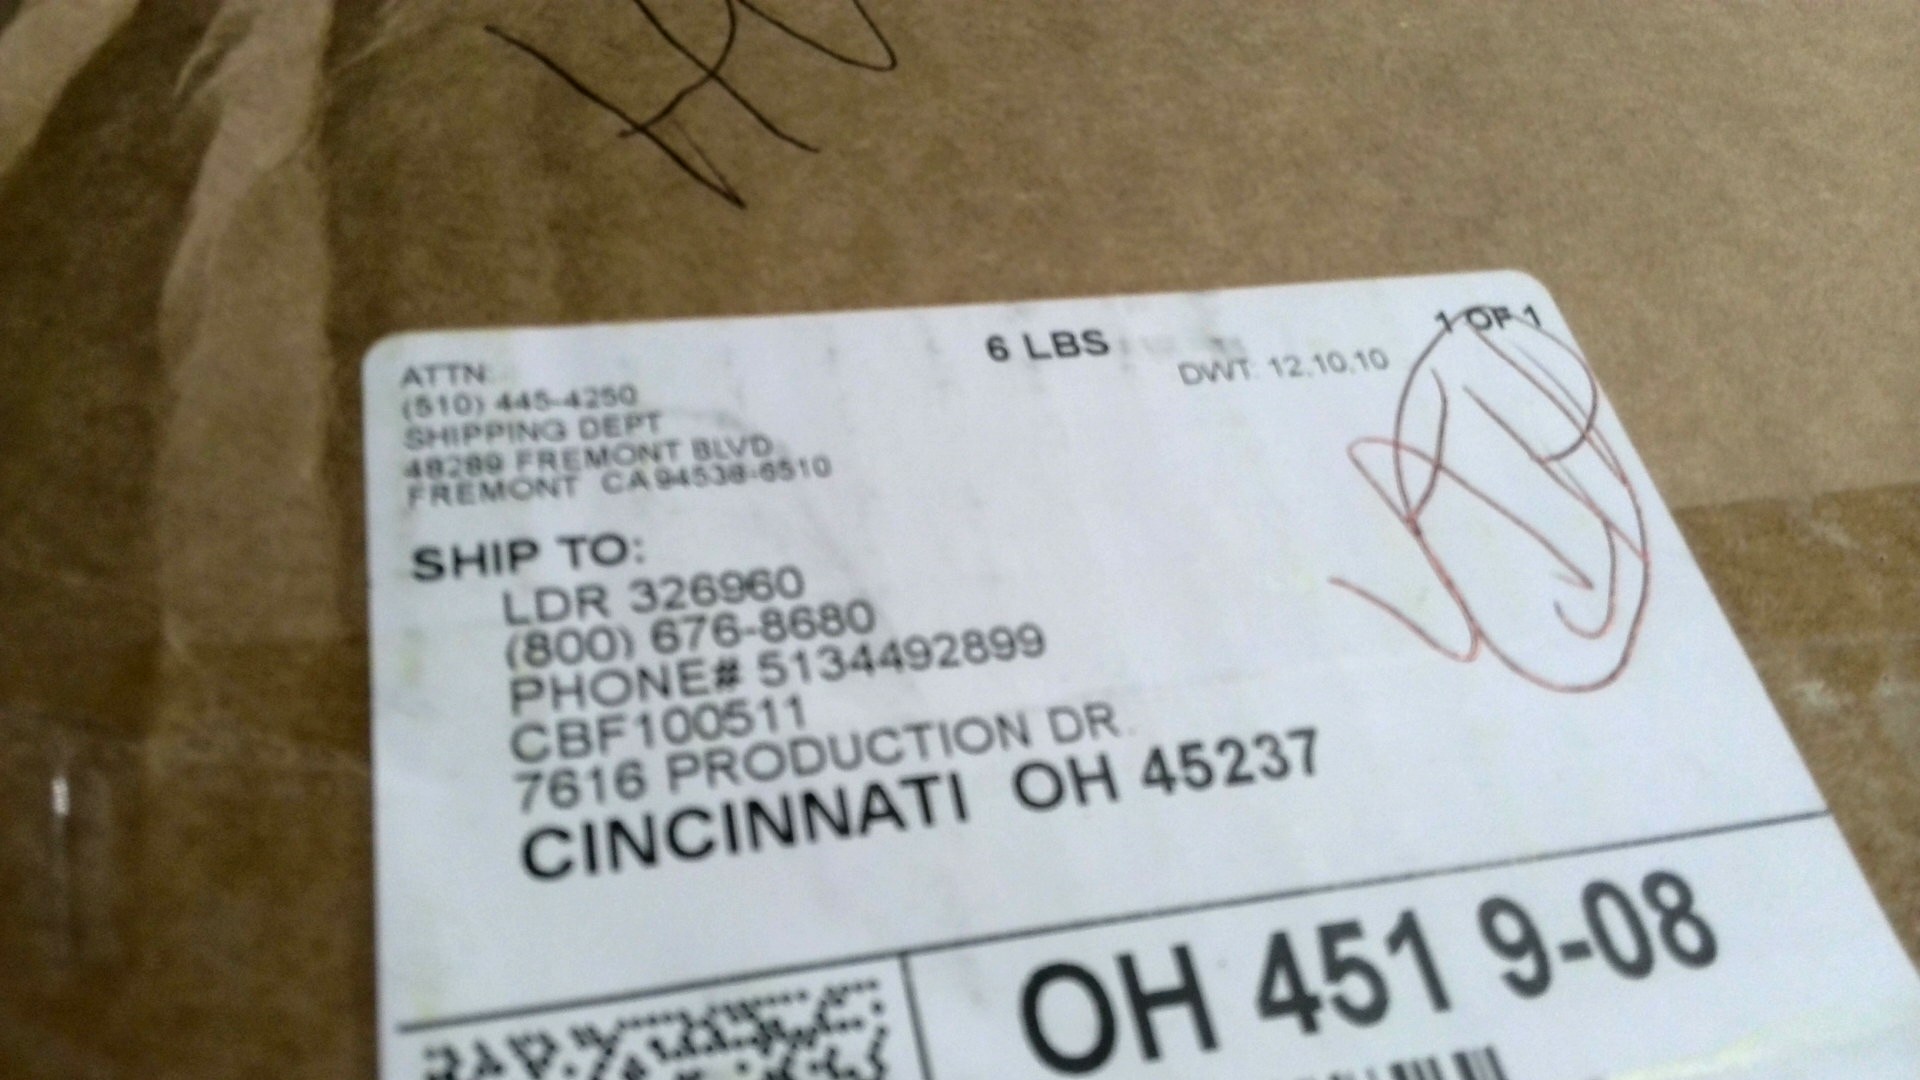 6 LBS
1 OF 1
DWT: 12,10,10
ATTN:
(510) 445-4250
SHIPPING DEPT
48289 FREMONT BLVD
FREMONT CA 94538-6510
SHIP TO:
LDR 326960
(800) 676-8680
PHONE# 5134492899
CBF100511
7616 PRODUCTION DR.
CINCINNATI OH 45237
OH 451 9-08